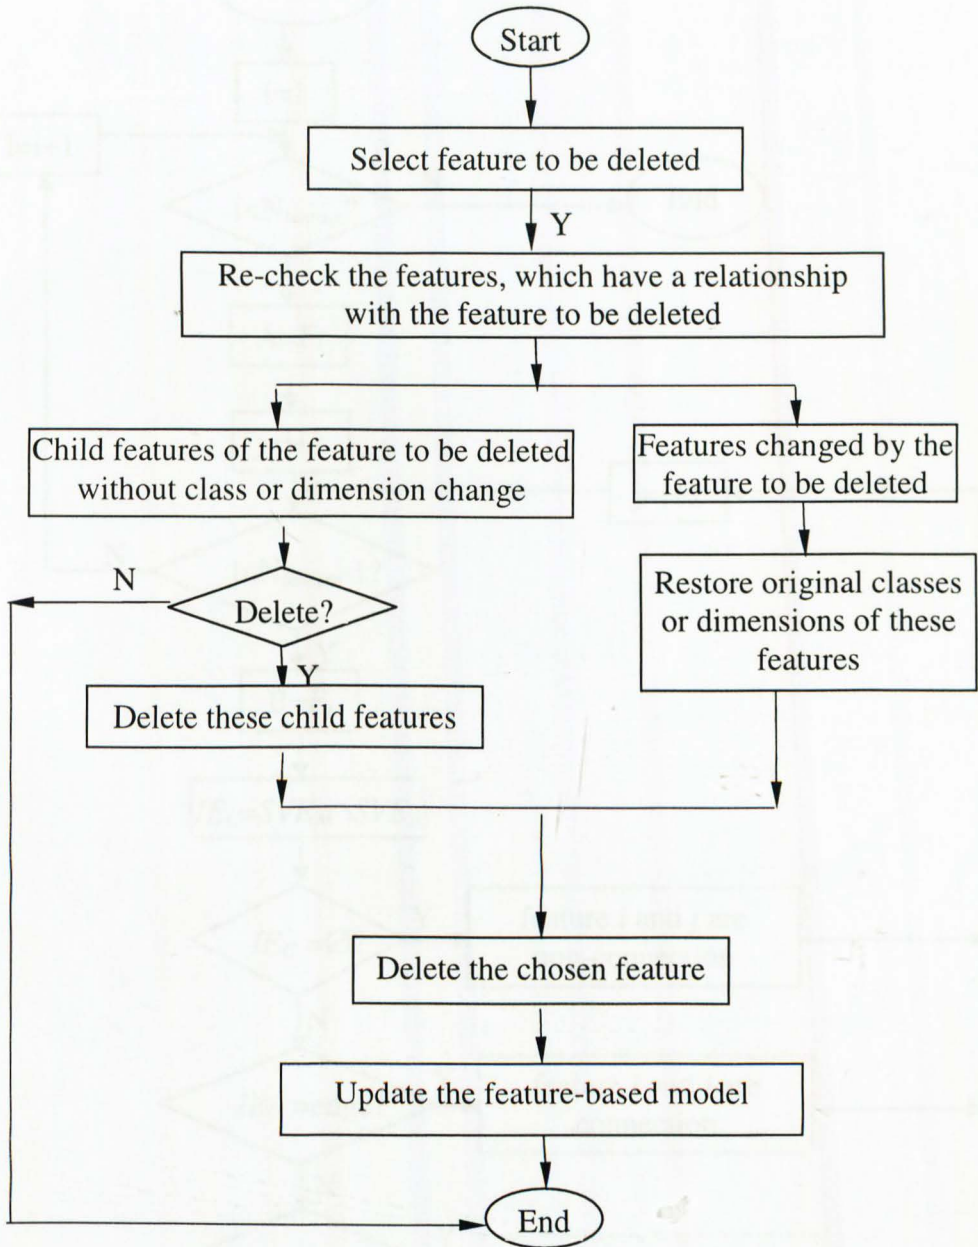 Start
Select feature to be deleted
Y
Re-check the features, which have a relationship
with the feature to be deleted
Child features of the feature to be deleted
without class or dimension change
Features changed by the
feature to be deleted
N
Delete?
Y
Restore original classes
or dimensions of these
features
Delete these child features
Delete the chosen feature
Update the feature-based model
End